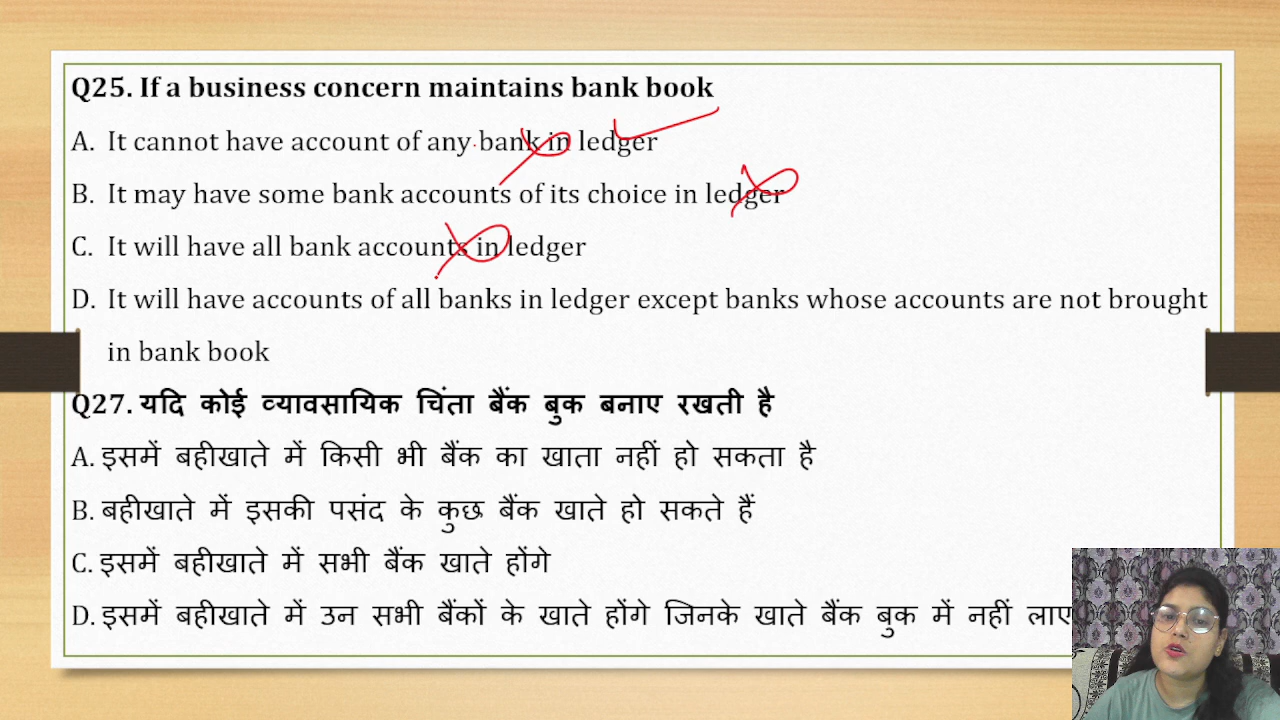 Q25. If a business concern maintains bank book
A. It cannot have account of any bank in ledger
B. It may have some bank accounts of its choice in ledger
C. It will have all bank accounts in ledger
D. It will have accounts of all banks in ledger except banks whose accounts are not brought
in bank book
Q27. यदि कोई व्यावसायिक चिंता बैंक बुक बनाए रखती है
A. इसमें बहीखाते में किसी भी बैंक का खाता नहीं हो सकता है
B. बहीखाते में इसकी पसंद के कुछ बैंक खाते हो सकते हैं
C. इसमें बहीखाते में सभी बैंक खाते होंगे
D. इसमें बहीखाते में उन सभी बैंकों के खाते होंगे जिनके खाते बैंक बुक में नहीं लाए